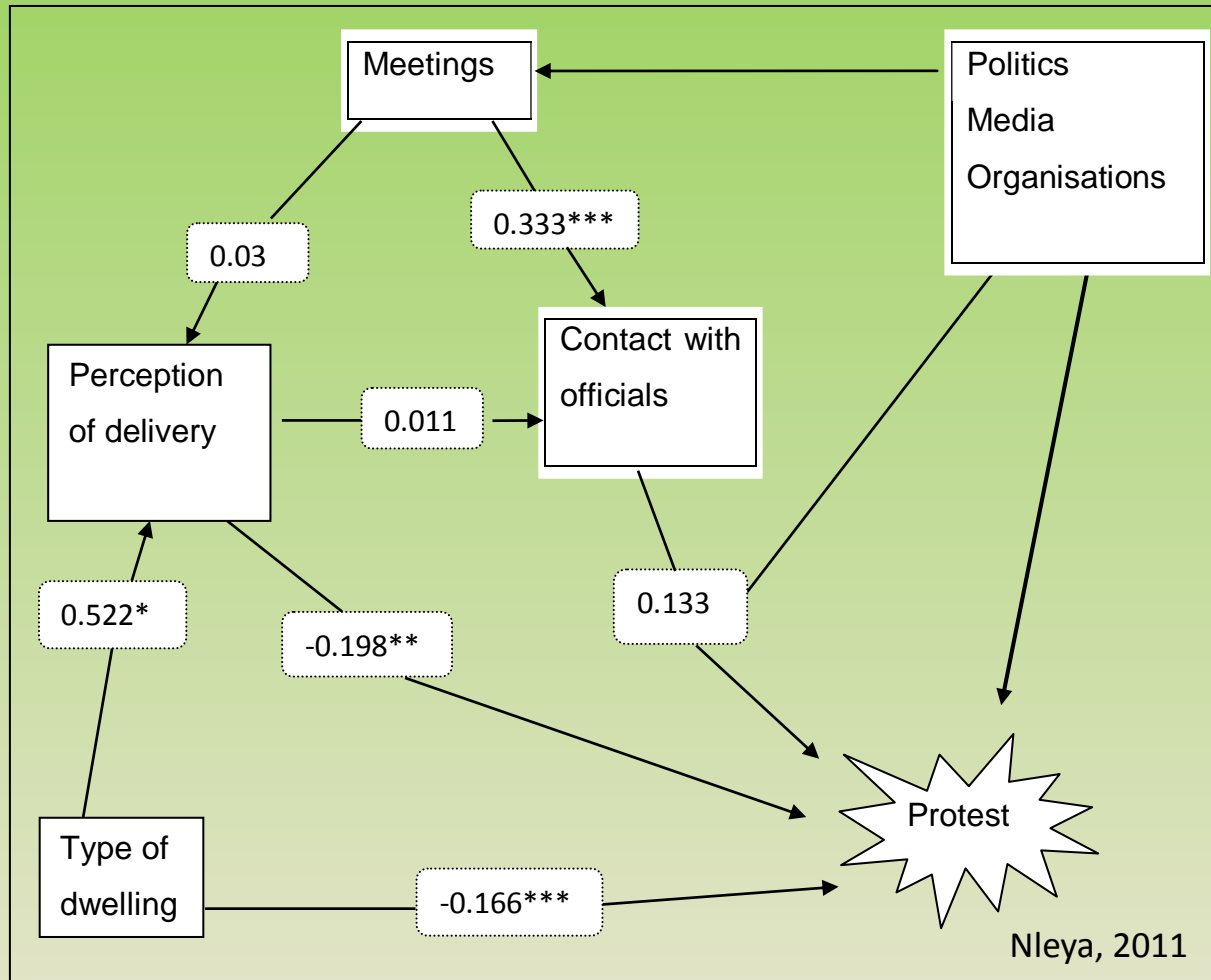 Meetings
Politics
Media
Organisations
0.333***
0.03
Contact with
officials
Perception
of delivery
0.011
0.522*
-0.198**
0.133
Protest
Type of
dwelling
-0.166***
Nleya, 2011